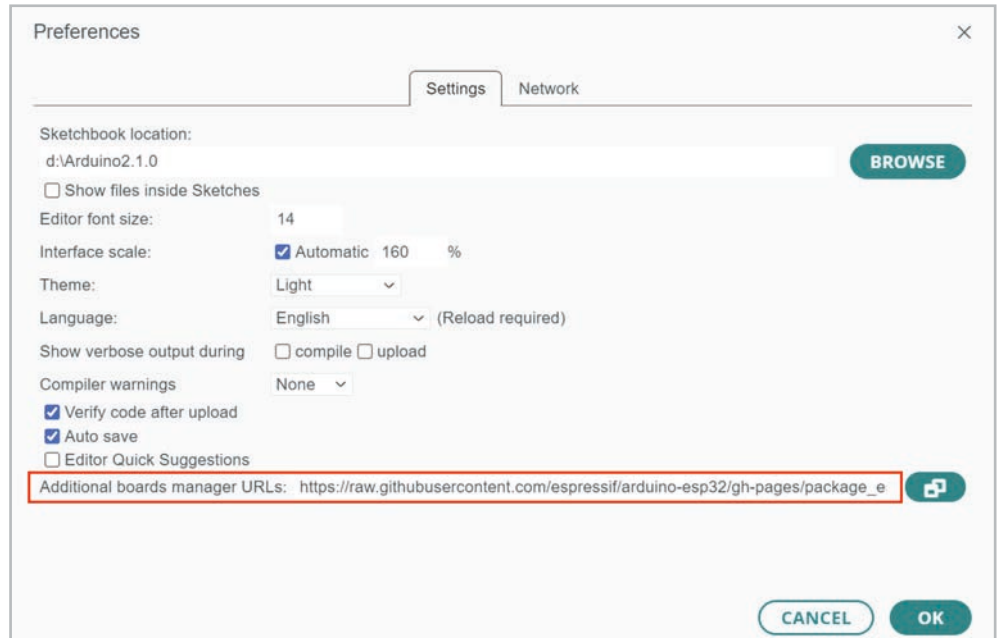 Preferences
Settings Network
Sketchbook location:
d:\Arduino2.1.0
BROWSE
Show files inside Sketches
Editor font size: 14
Interface scale: Automatic 160 %
Theme: Light
Language: English (Reload required)
Show verbose output during compile upload
Compiler warnings None
Verify code after upload
Auto save
Editor Quick Suggestions
Additional boards manager URLs: https://raw.githubusercontent.com/espressif/arduino-esp32/gh-pages/package_e
CANCEL OK